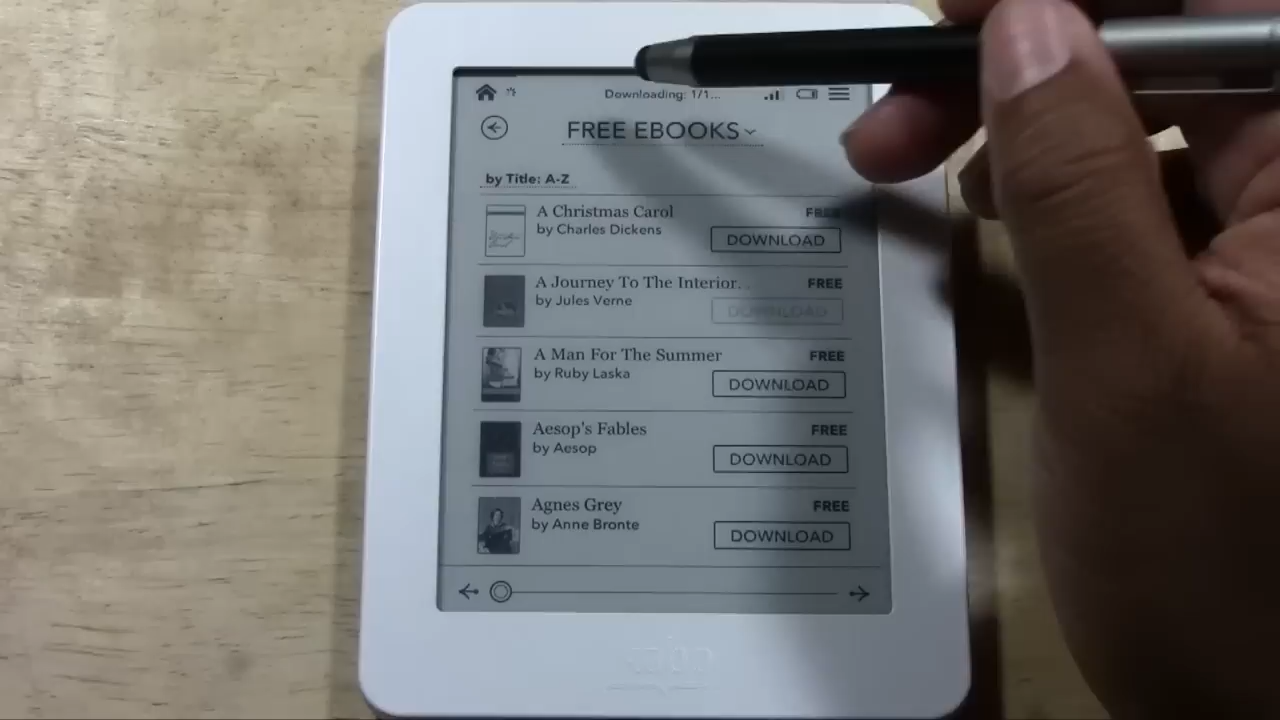 Downloading: 1/1...
FREE EBOOKS
by Title: A-Z
A Christmas Carol
FREE
by Charles Dickens
DOWNLOAD
A Journey To The Interior...
FREE
by Jules Verne
DOWNLOAD
A Man For The Summer
FREE
by Ruby Laska
DOWNLOAD
Aesop's Fables
FREE
by Aesop
DOWNLOAD
Agnes Grey
FREE
by Anne Bronte
DOWNLOAD